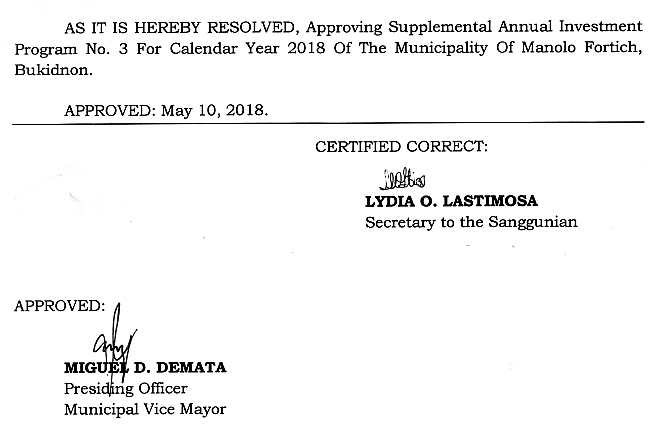 AS IT IS HEREBY RESOLVED, Approving Supplemental Annual Investment
Program No. 3 For Calendar Year 2018 Of The Municipality Of Manolo Fortich,
Bukidnon.
APPROVED: May 10, 2018.
CERTIFIED CORRECT:
LYDIA O. LASTIMOSA
Secretary to the Sanggunian
APPROVED:
MIGUEL D. DEMATA
Presiding Officer
Municipal Vice Mayor